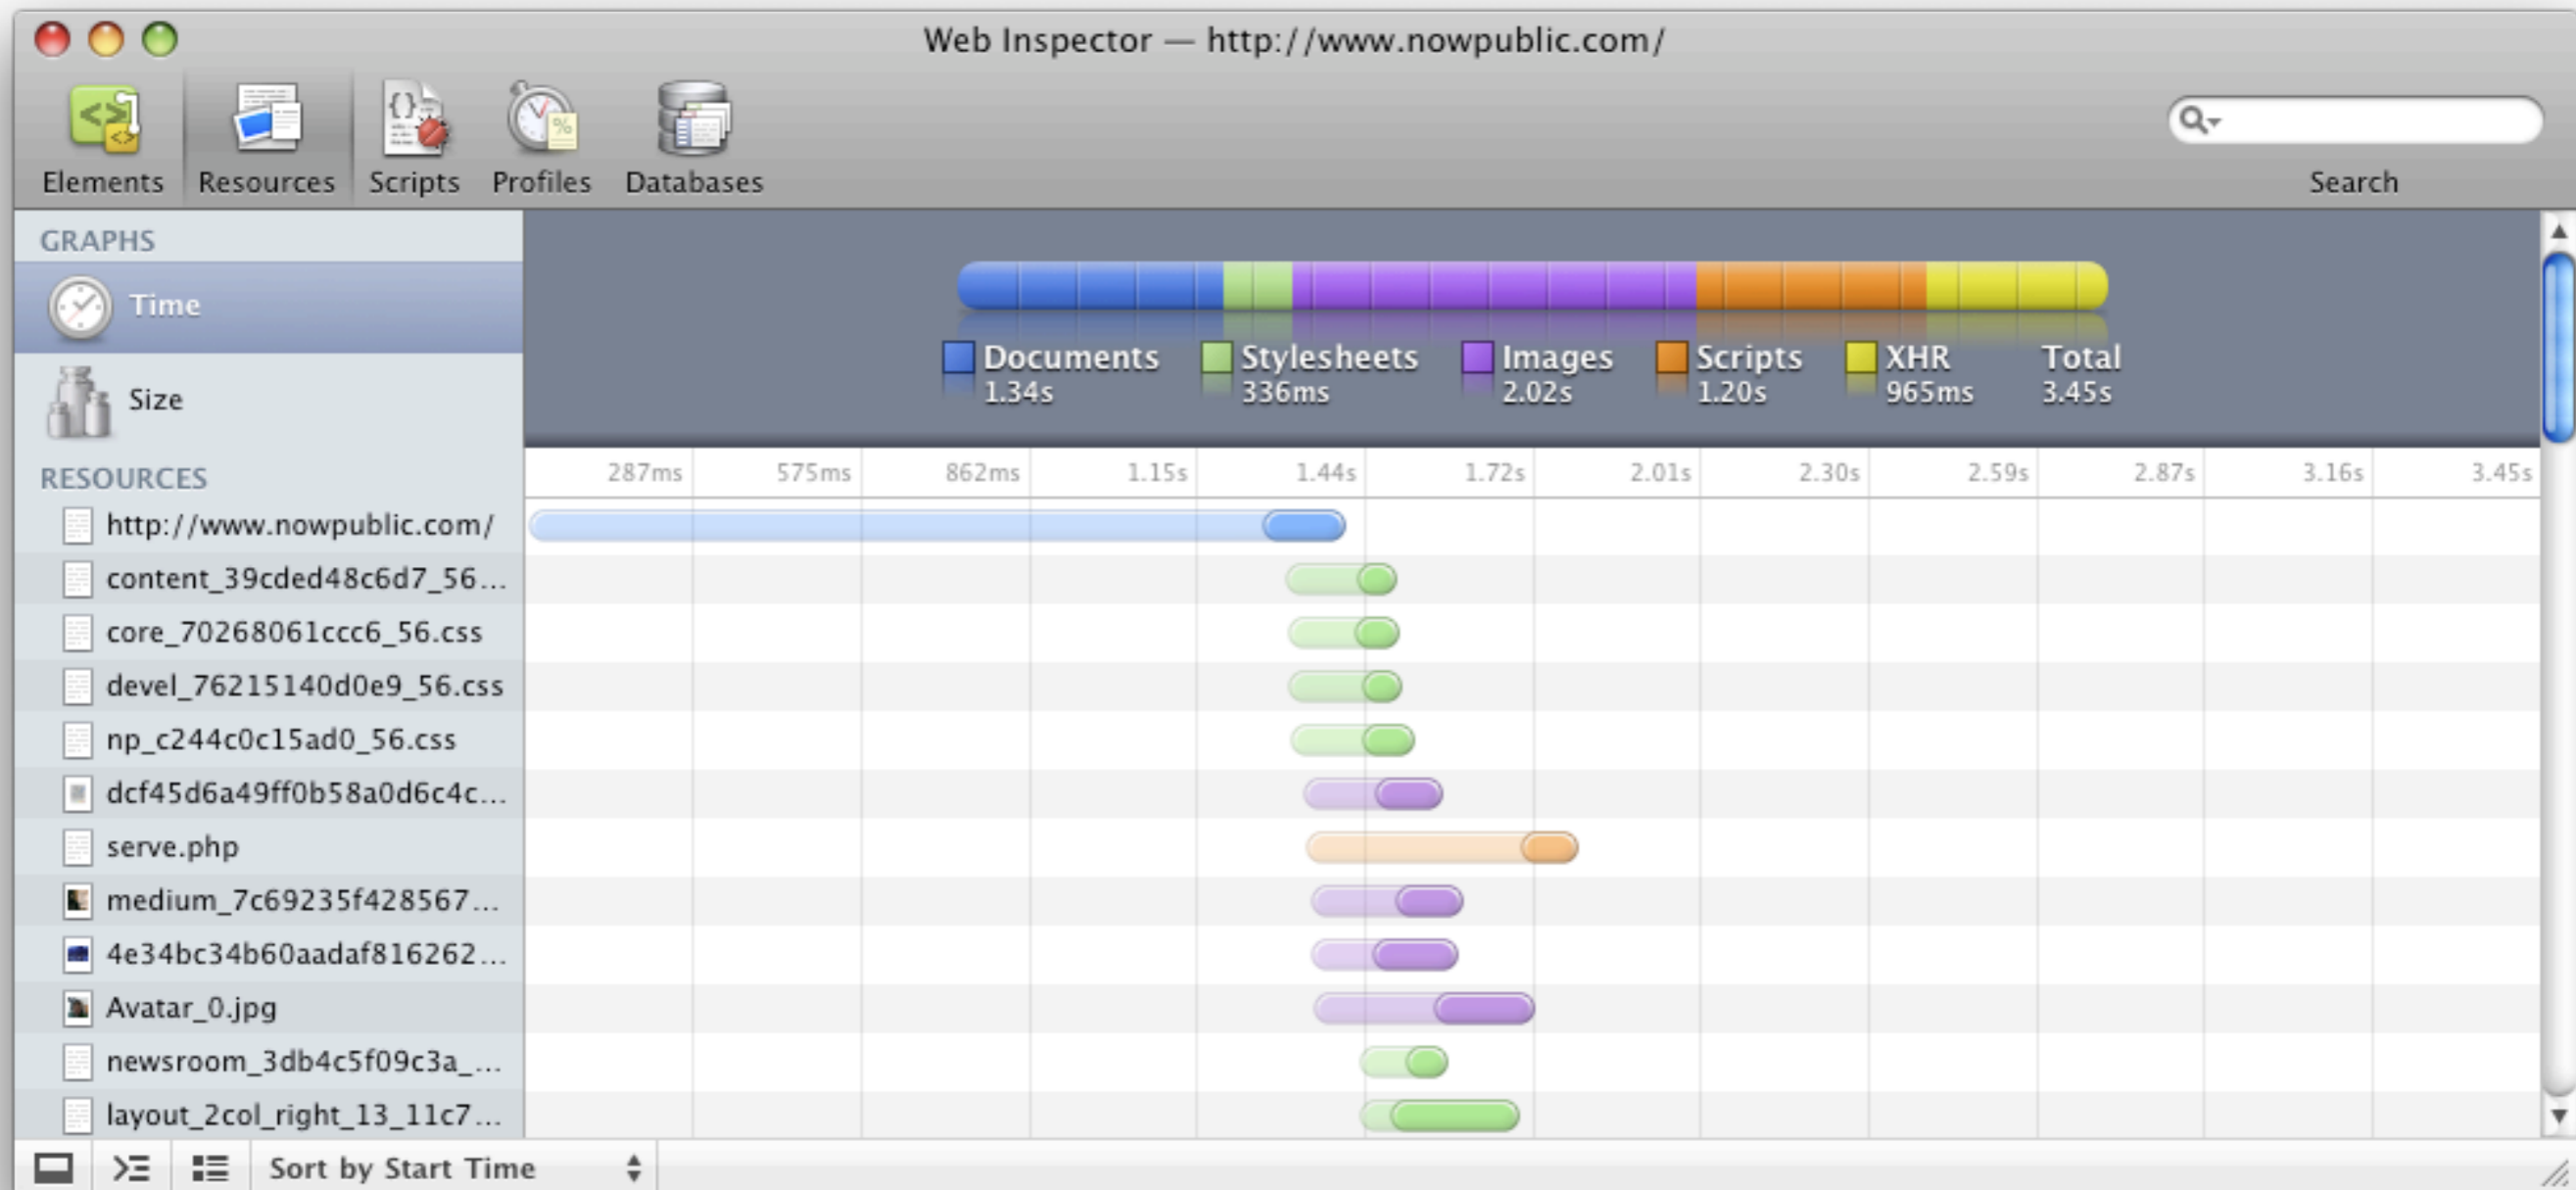 Web Inspector — http://www.nowpublic.com/
Elements
Resources
Scripts
Profiles
Databases
Search
GRAPHS
Time
Size
Documents
1.34s
Stylesheets
336ms
Images
2.02s
Scripts
1.20s
XHR
965ms
Total
3.45s
287ms 575ms 862ms 1.15s 1.44s 1.72s 2.01s 2.30s 2.59s 2.87s 3.16s 3.45s
RESOURCES
http://www.nowpublic.com/
content_39cded48c6d7_56...
core_70268061ccc6_56.css
devel_76215140d0e9_56.css
np_c244c0c15ad0_56.css
dcf45d6a49ff0b58a0d6c4c...
serve.php
medium_7c69235f428567...
4e34bc34b60aadaf816262...
Avatar_0.jpg
newsroom_3db4c5f09c3a_...
layout_2col_right_13_11c7...
Sort by Start Time